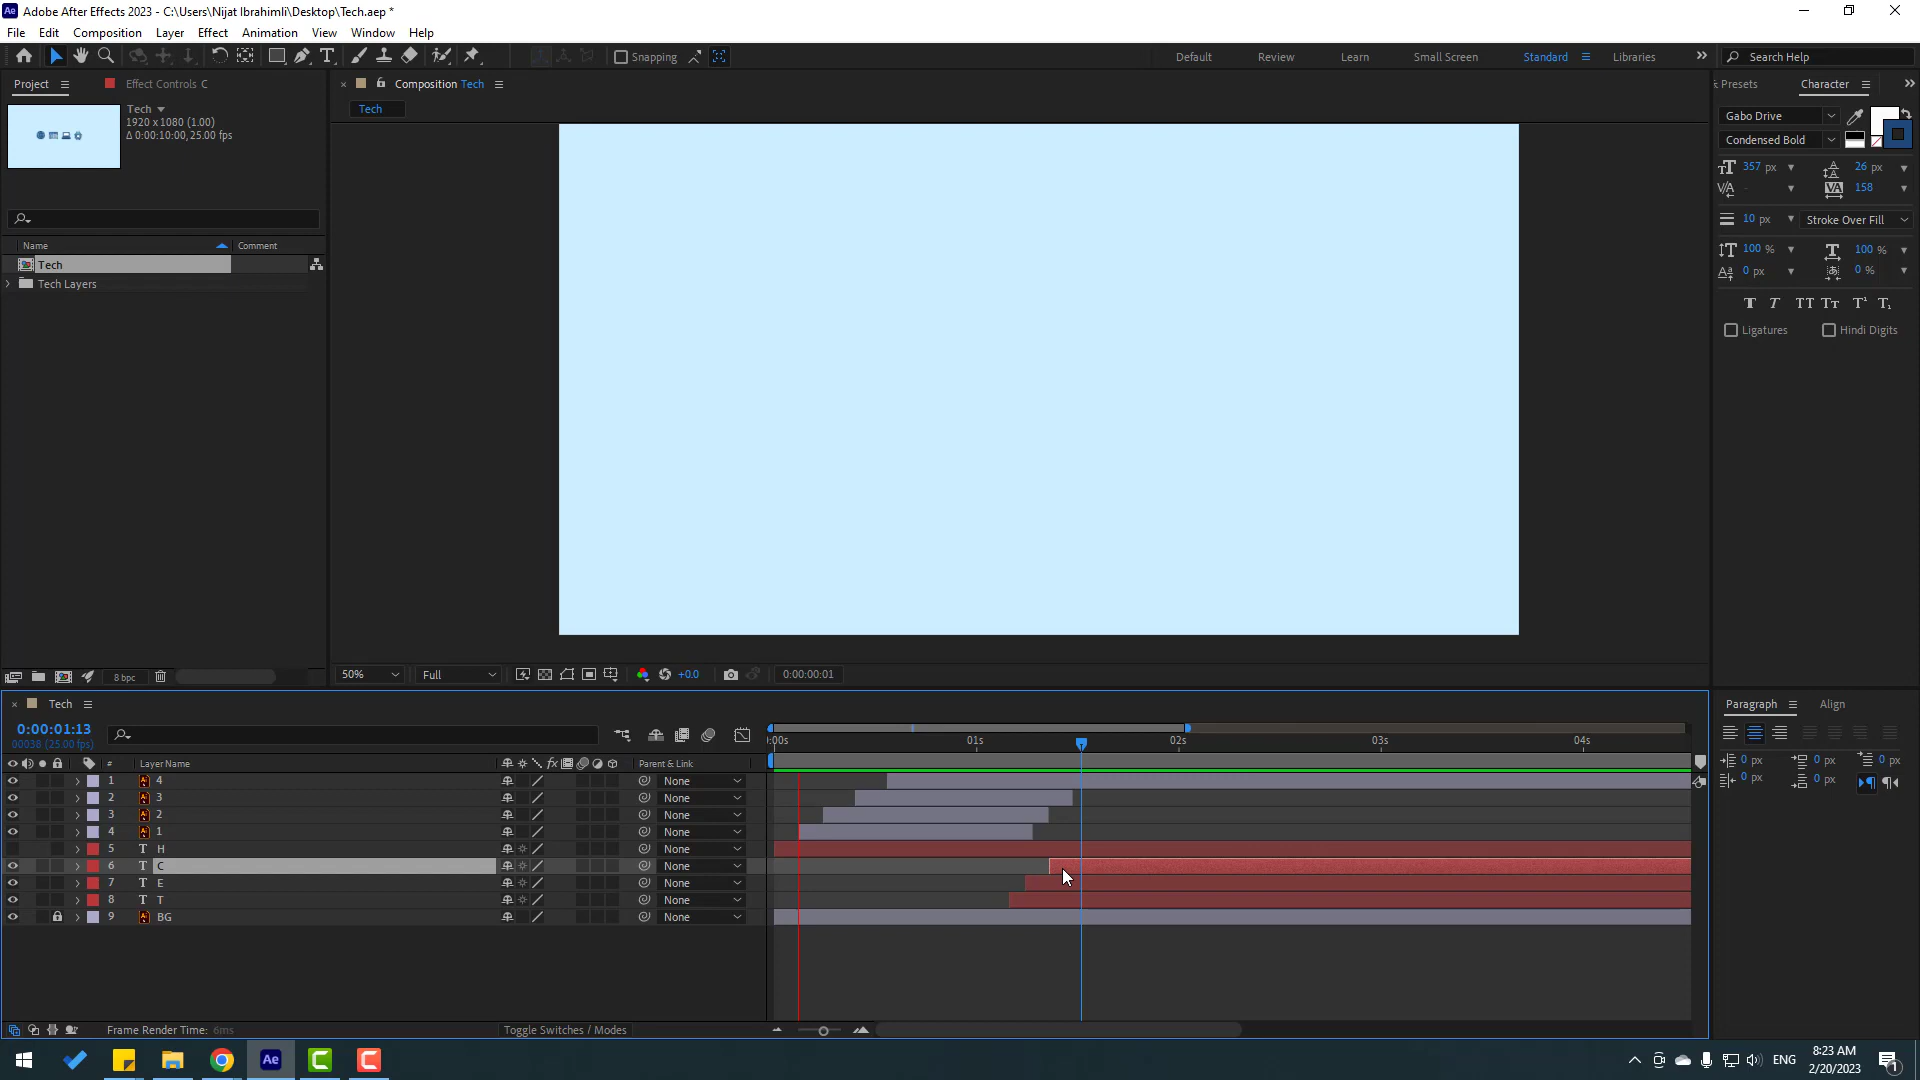 Adobe After Effects 2023 - C:\Users\Nijat Ibrahimli\Desktop\Tech.aep *
File Edit Composition Layer Effect Animation View Window Help
Snapping Default Review Learn Small Screen Standard Libraries Search Help
Project Effect Controls C Composition Tech Presets Character
Tech
Tech
1920 x 1080 (1.00)
Δ 0:00:10:00, 25.00 fps
Gabo Drive
Condensed Bold
357 px 26 px
158
10 px Stroke Over Fill
100 % 100 %
0 px 0 %
Ligatures Hindi Digits
Name Comment
Tech
Tech Layers
8 bpc
50% Full +0.0 0:00:00:01
Tech
0:00:01:13
00038 (25.00 fps)
:00s 01s 02s 03s 04s
# Layer Name Parent & Link
1 4 None
2 3 None
3 2 None
4 1 None
5 H None
6 C None
7 E None
8 T None
9 BG None
Paragraph Align
0 px 0 px 0 px
0 px 0 px
Frame Render Time: 6ms Toggle Switches / Modes
ENG 8:23 AM
2/20/2023
1